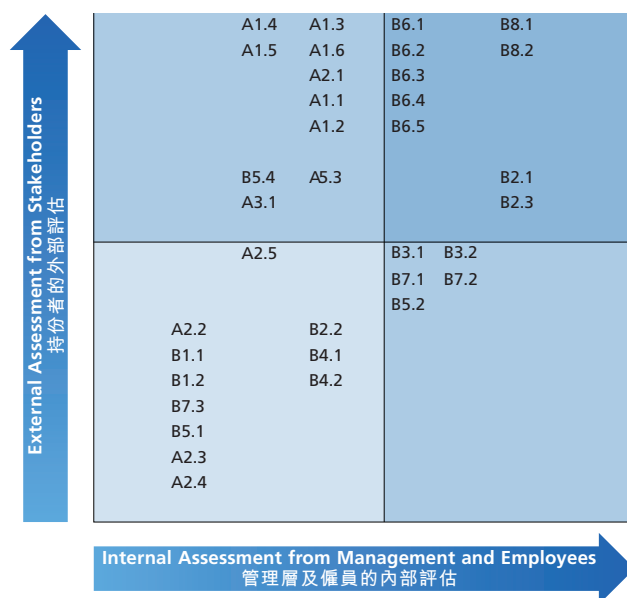 External Assessment from Stakeholders
持份者的外部評估
A1.4 A1.3 B6.1 B8.1
A1.5 A1.6 B6.2 B8.2
A2.1 B6.3
A1.1 B6.4
A1.2 B6.5
B5.4 A5.3 B2.1
A3.1 B2.3
A2.5 B3.1 B3.2
B7.1 B7.2
B5.2
A2.2 B2.2
B1.1 B4.1
B1.2 B4.2
B7.3
B5.1
A2.3
A2.4
Internal Assessment from Management and Employees
管理層及僱員的內部評估